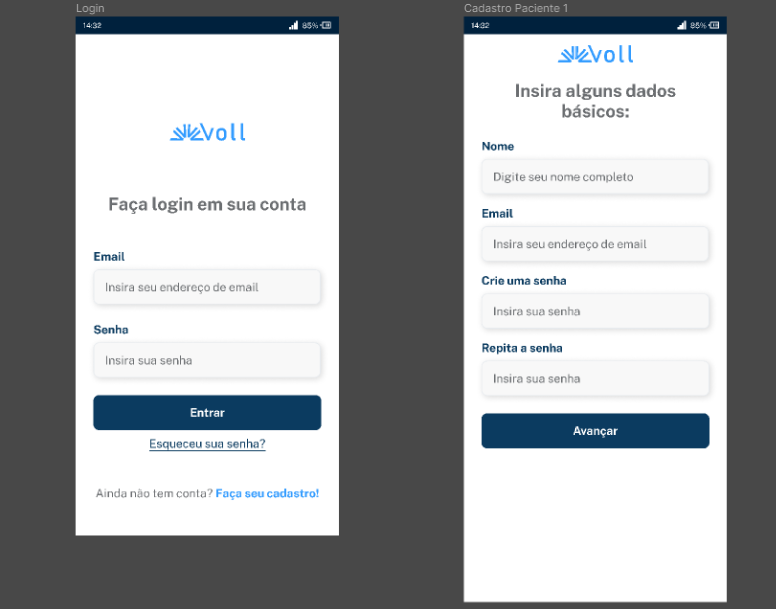 Login
14:32
85%
voll
Faça login em sua conta
Email
Insira seu endereço de email
Senha
Insira sua senha
Entrar
Esqueceu sua senha?
Ainda não tem conta? Faça seu cadastro!
Cadastro Paciente 1
14:32
85%
voll
Insira alguns dados
básicos:
Nome
Digite seu nome completo
Email
Insira seu endereço de email
Crie uma senha
Insira sua senha
Repita a senha
Insira sua senha
Avançar